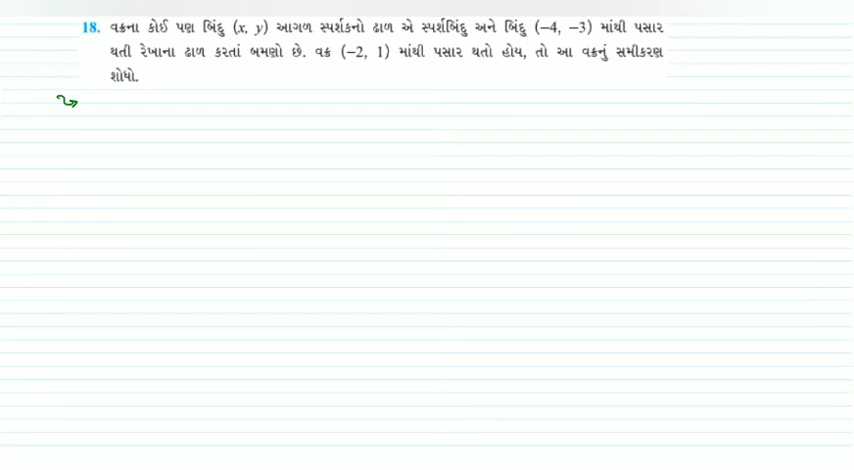 18. વક્રના કોઈ પણ બિંદુ (x, y) આગળ સ્પર્શકનો ઢાળ એ સ્પર્શબિંદુ અને બિંદુ (−4, −3) માંથી પસાર
થતી રેખાના ઢાળ કરતાં બમણો છે. વક્ર (−2, 1) માંથી પસાર થતો હોય, તો આ વક્રનું સમીકરણ
શોધો.